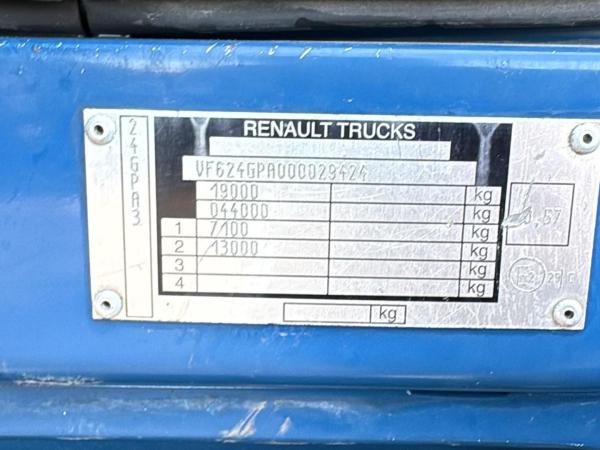 RENAULT TRUCKS
24GPA3
VF624GPA000029424
19000 kg
044000 kg
1 7100 kg
2 13000 kg
3 kg
4 kg
kg